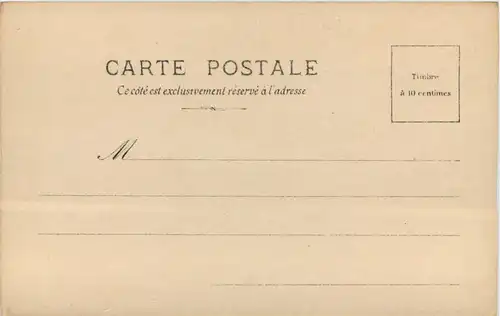 CARTE POSTALE
Ce côté est exclusivement réservé à l'adresse
Timbre
à 10 centimes
M